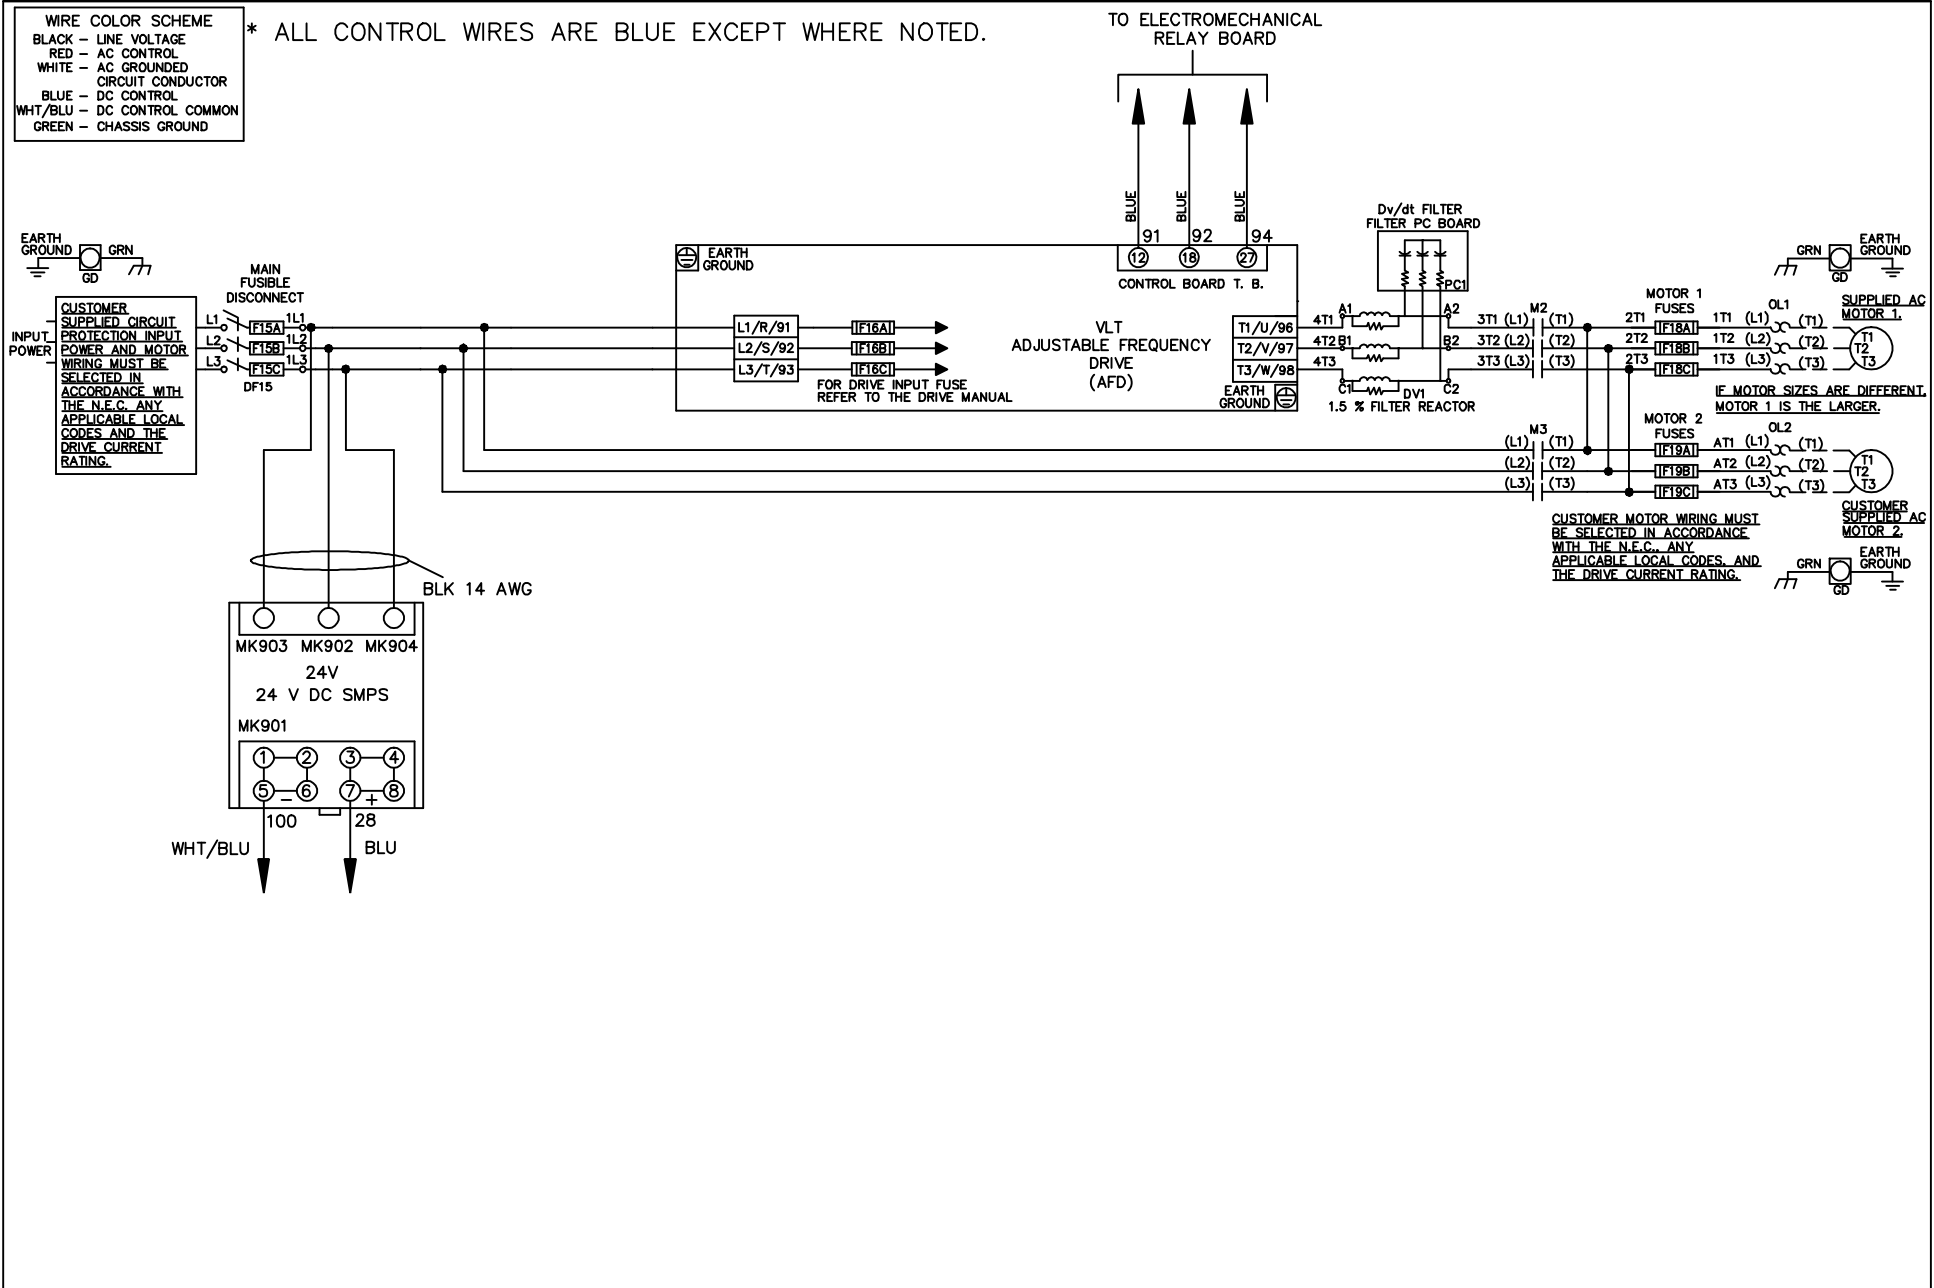 WIRE COLOR SCHEME
BLACK – LINE VOLTAGE
RED – AC CONTROL
WHITE – AC GROUNDED
CIRCUIT CONDUCTOR
BLUE – DC CONTROL
WHT/BLU – DC CONTROL COMMON
GREEN – CHASSIS GROUND
* ALL CONTROL WIRES ARE BLUE EXCEPT WHERE NOTED.
TO ELECTROMECHANICAL
RELAY BOARD
BLUE
BLUE
BLUE
91
92
94
12
18
27
CONTROL BOARD T. B.
EARTH
GROUND
GRN
GD
INPUT
POWER
CUSTOMER
SUPPLIED CIRCUIT
PROTECTION INPUT
POWER AND MOTOR
WIRING MUST BE
SELECTED IN
ACCORDANCE WITH
THE N.E.C. ANY
APPLICABLE LOCAL
CODES AND THE
DRIVE CURRENT
RATING.
MAIN
FUSIBLE
DISCONNECT
L1 F15A 1L1
L2 F15B 1L2
L3 F15C 1L3
DF15
EARTH
GROUND
L1/R/91
L2/S/92
L3/T/93
F16A
F16B
F16C
FOR DRIVE INPUT FUSE
REFER TO THE DRIVE MANUAL
VLT
ADJUSTABLE FREQUENCY
DRIVE
(AFD)
T1/U/96
T2/V/97
T3/W/98
EARTH
GROUND
4T1
4T2
4T3
A1
B1
C1
A2
B2
C2
DV1
1.5 % FILTER REACTOR
Dv/dt FILTER
FILTER PC BOARD
PC1
M2
3T1 (L1) (T1)
3T2 (L2) (T2)
3T3 (L3) (T3)
MOTOR 1
FUSES
2T1 F18A 1T1 (L1) (T1)
2T2 F18B 1T2 (L2) (T2)
2T3 F18C 1T3 (L3) (T3)
OL1
T1
T2
T3
GRN
GD
EARTH
GROUND
SUPPLIED AC
MOTOR 1.
IF MOTOR SIZES ARE DIFFERENT,
MOTOR 1 IS THE LARGER.
M3
(L1) (T1)
(L2) (T2)
(L3) (T3)
MOTOR 2
FUSES
F19A AT1 (L1) (T1)
F19B AT2 (L2) (T2)
F19C AT3 (L3) (T3)
OL2
T1
T2
T3
CUSTOMER
SUPPLIED AC
MOTOR 2.
CUSTOMER MOTOR WIRING MUST
BE SELECTED IN ACCORDANCE
WITH THE N.E.C., ANY
APPLICABLE LOCAL CODES, AND
THE DRIVE CURRENT RATING.
GRN
GD
EARTH
GROUND
BLK 14 AWG
MK903 MK902 MK904
24V
24 V DC SMPS
MK901
1 2 3 4
5 – 6 7 + 8
100
28
WHT/BLU
BLU